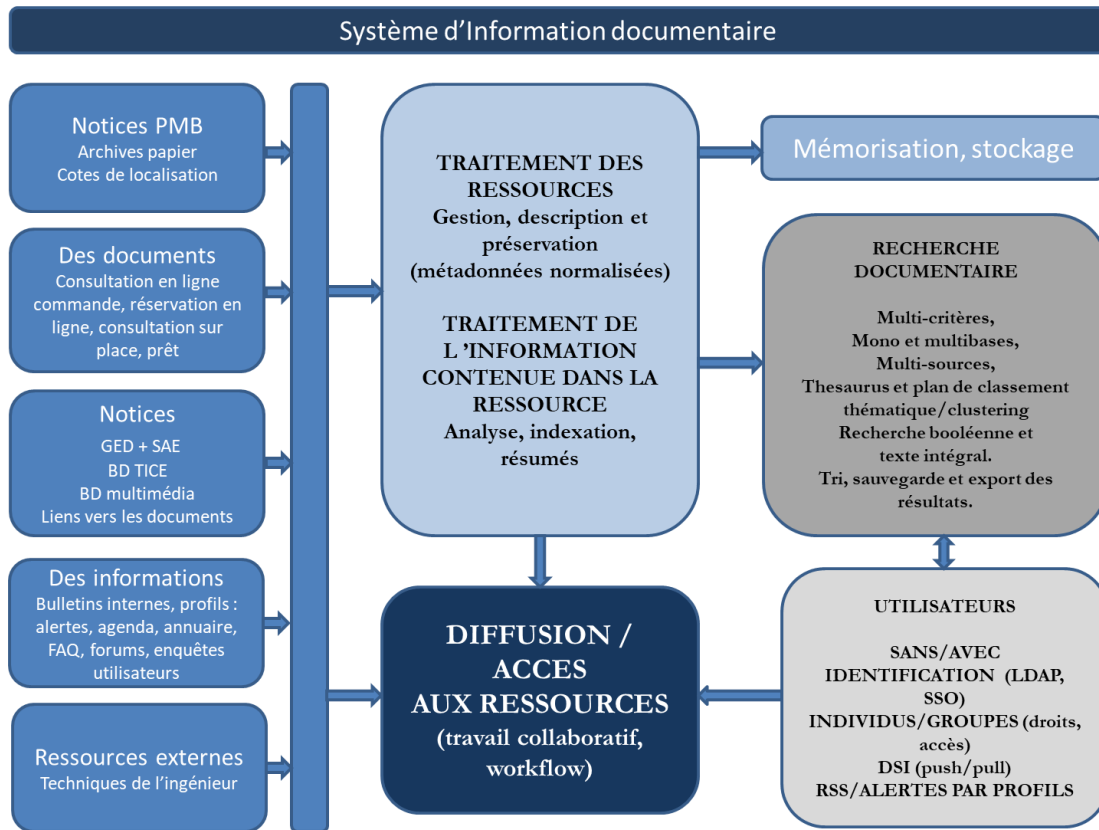 Système d’Information documentaire
Notices PMB
Archives papier
Cotes de localisation
Des documents
Consultation en ligne
commande, réservation en
ligne, consultation sur
place, prêt
Notices
GED + SAE
BD TICE
BD multimédia
Liens vers les documents
Des informations
Bulletins internes, profils :
alertes, agenda, annuaire,
FAQ, forums, enquêtes
utilisateurs
Ressources externes
Techniques de l’ingénieur
TRAITEMENT DES
RESSOURCES
Gestion, description et
préservation
(métadonnées normalisées)
TRAITEMENT DE
L ’INFORMATION
CONTENUE DANS LA
RESSOURCE
Analyse, indexation,
résumés
DIFFUSION /
ACCES
AUX RESSOURCES
(travail collaboratif,
workflow)
Mémorisation, stockage
RECHERCHE
DOCUMENTAIRE
Multi-critères,
Mono et multibases,
Multi-sources,
Thesaurus et plan de classement
thématique/clustering
Recherche booléenne et
texte intégral.
Tri, sauvegarde et export des
résultats.
UTILISATEURS
SANS/AVEC
IDENTIFICATION (LDAP,
SSO)
INDIVIDUS/GROUPES (droits,
accès)
DSI (push/pull)
RSS/ALERTES PAR PROFILS